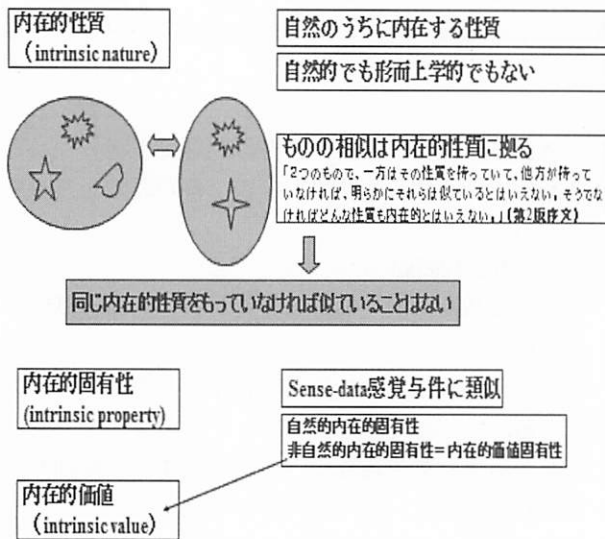 内在的性質
(intrinsic nature)
自然のうちに内在する性質
自然的でも形而上学的でもない
ものの相似は内在的性質に拠る
「2つのもので、一方はその性質を持っていて、他方が持って
いなければ、明らかにそれらは似ているとはいえない。そうでな
ければどんな性質も内在的とはいえない。」(第2版序文)
同じ内在的性質をもっていなければ似ていることはない
内在的固有性
(intrinsic property)
Sense-data感覚与件に類似
自然的内在的固有性
非自然的内在的固有性=内在的価値固有性
内在的価値
(intrinsic value)